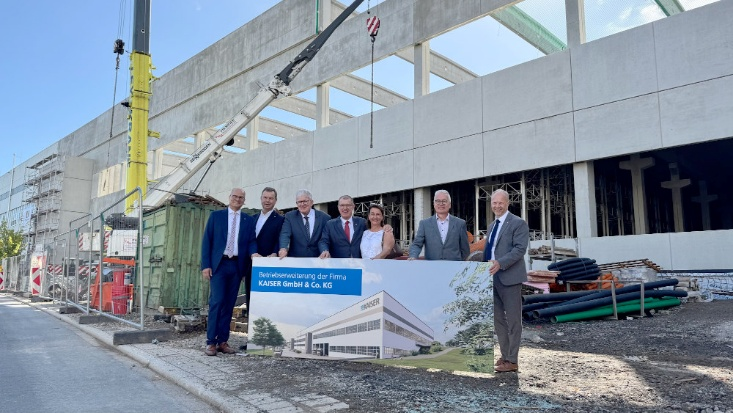 Betriebserweiterung der Firma
KAISER GmbH & Co. KG
KAISER